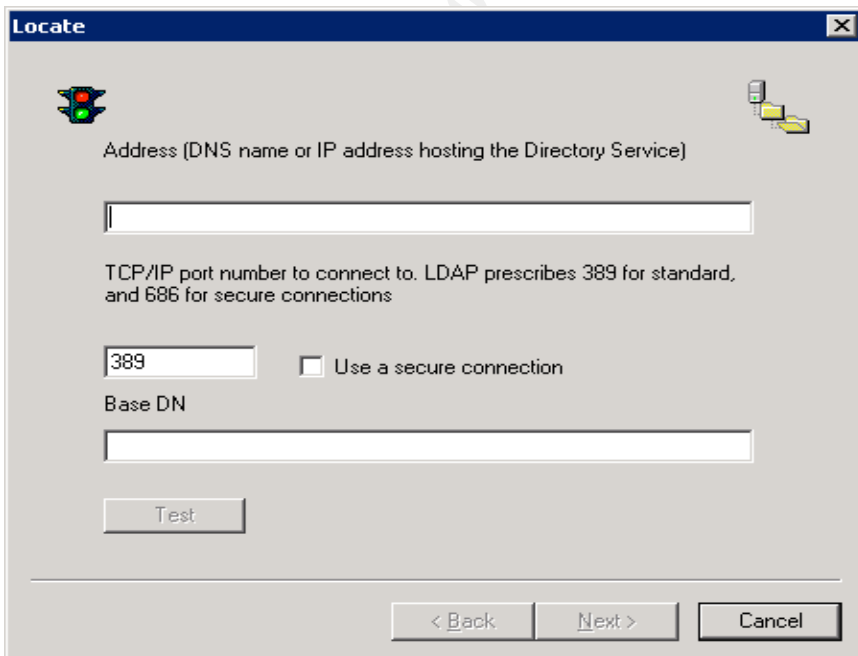 Locate
Address (DNS name or IP address hosting the Directory Service)
TCP/IP port number to connect to. LDAP prescribes 389 for standard,
and 686 for secure connections
389
Use a secure connection
Base DN
Test
< Back
Next >
Cancel